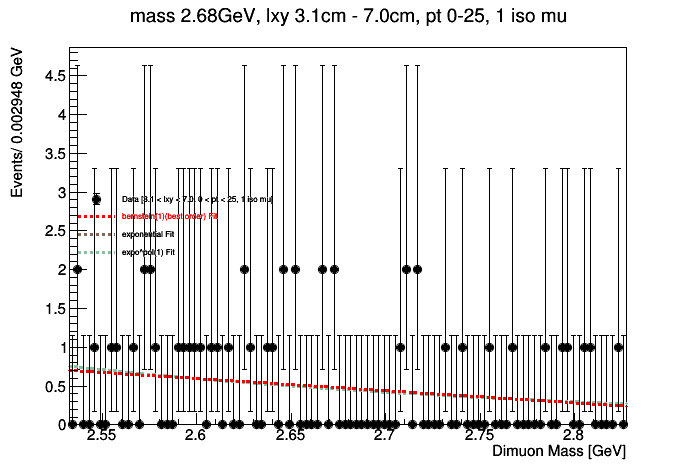 mass 2.68GeV, lxy 3.1cm - 7.0cm, pt 0-25, 1 iso mu
Events/ 0.002948 GeV
4.5
4
3.5
3
2.5
2
1.5
1
0.5
0
Data [3.1 < lxy < 7.0, 0 < pt < 25, 1 iso mu]
bernstein[1](best order) Fit
exponential Fit
expo*pol(1) Fit
2.55
2.6
2.65
2.7
2.75
2.8
Dimuon Mass [GeV]